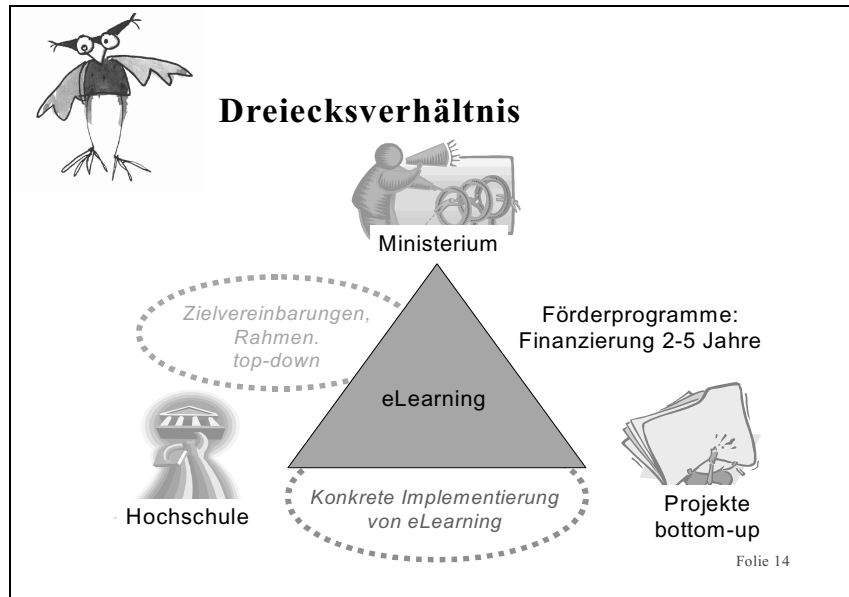 Dreiecksverhältnis
Ministerium
Zielvereinbarungen,
Rahmen.
top-down
Förderprogramme:
Finanzierung 2-5 Jahre
eLearning
Hochschule
Konkrete Implementierung
von eLearning
Projekte
bottom-up
Folie 14